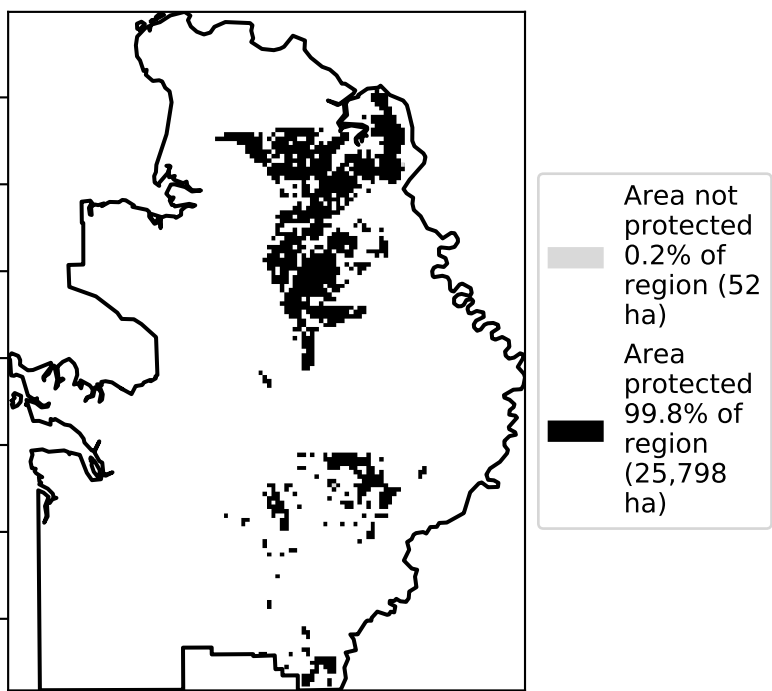 Area not
protected
0.2% of
region (52
ha)
Area
protected
99.8% of
region
(25,798
ha)